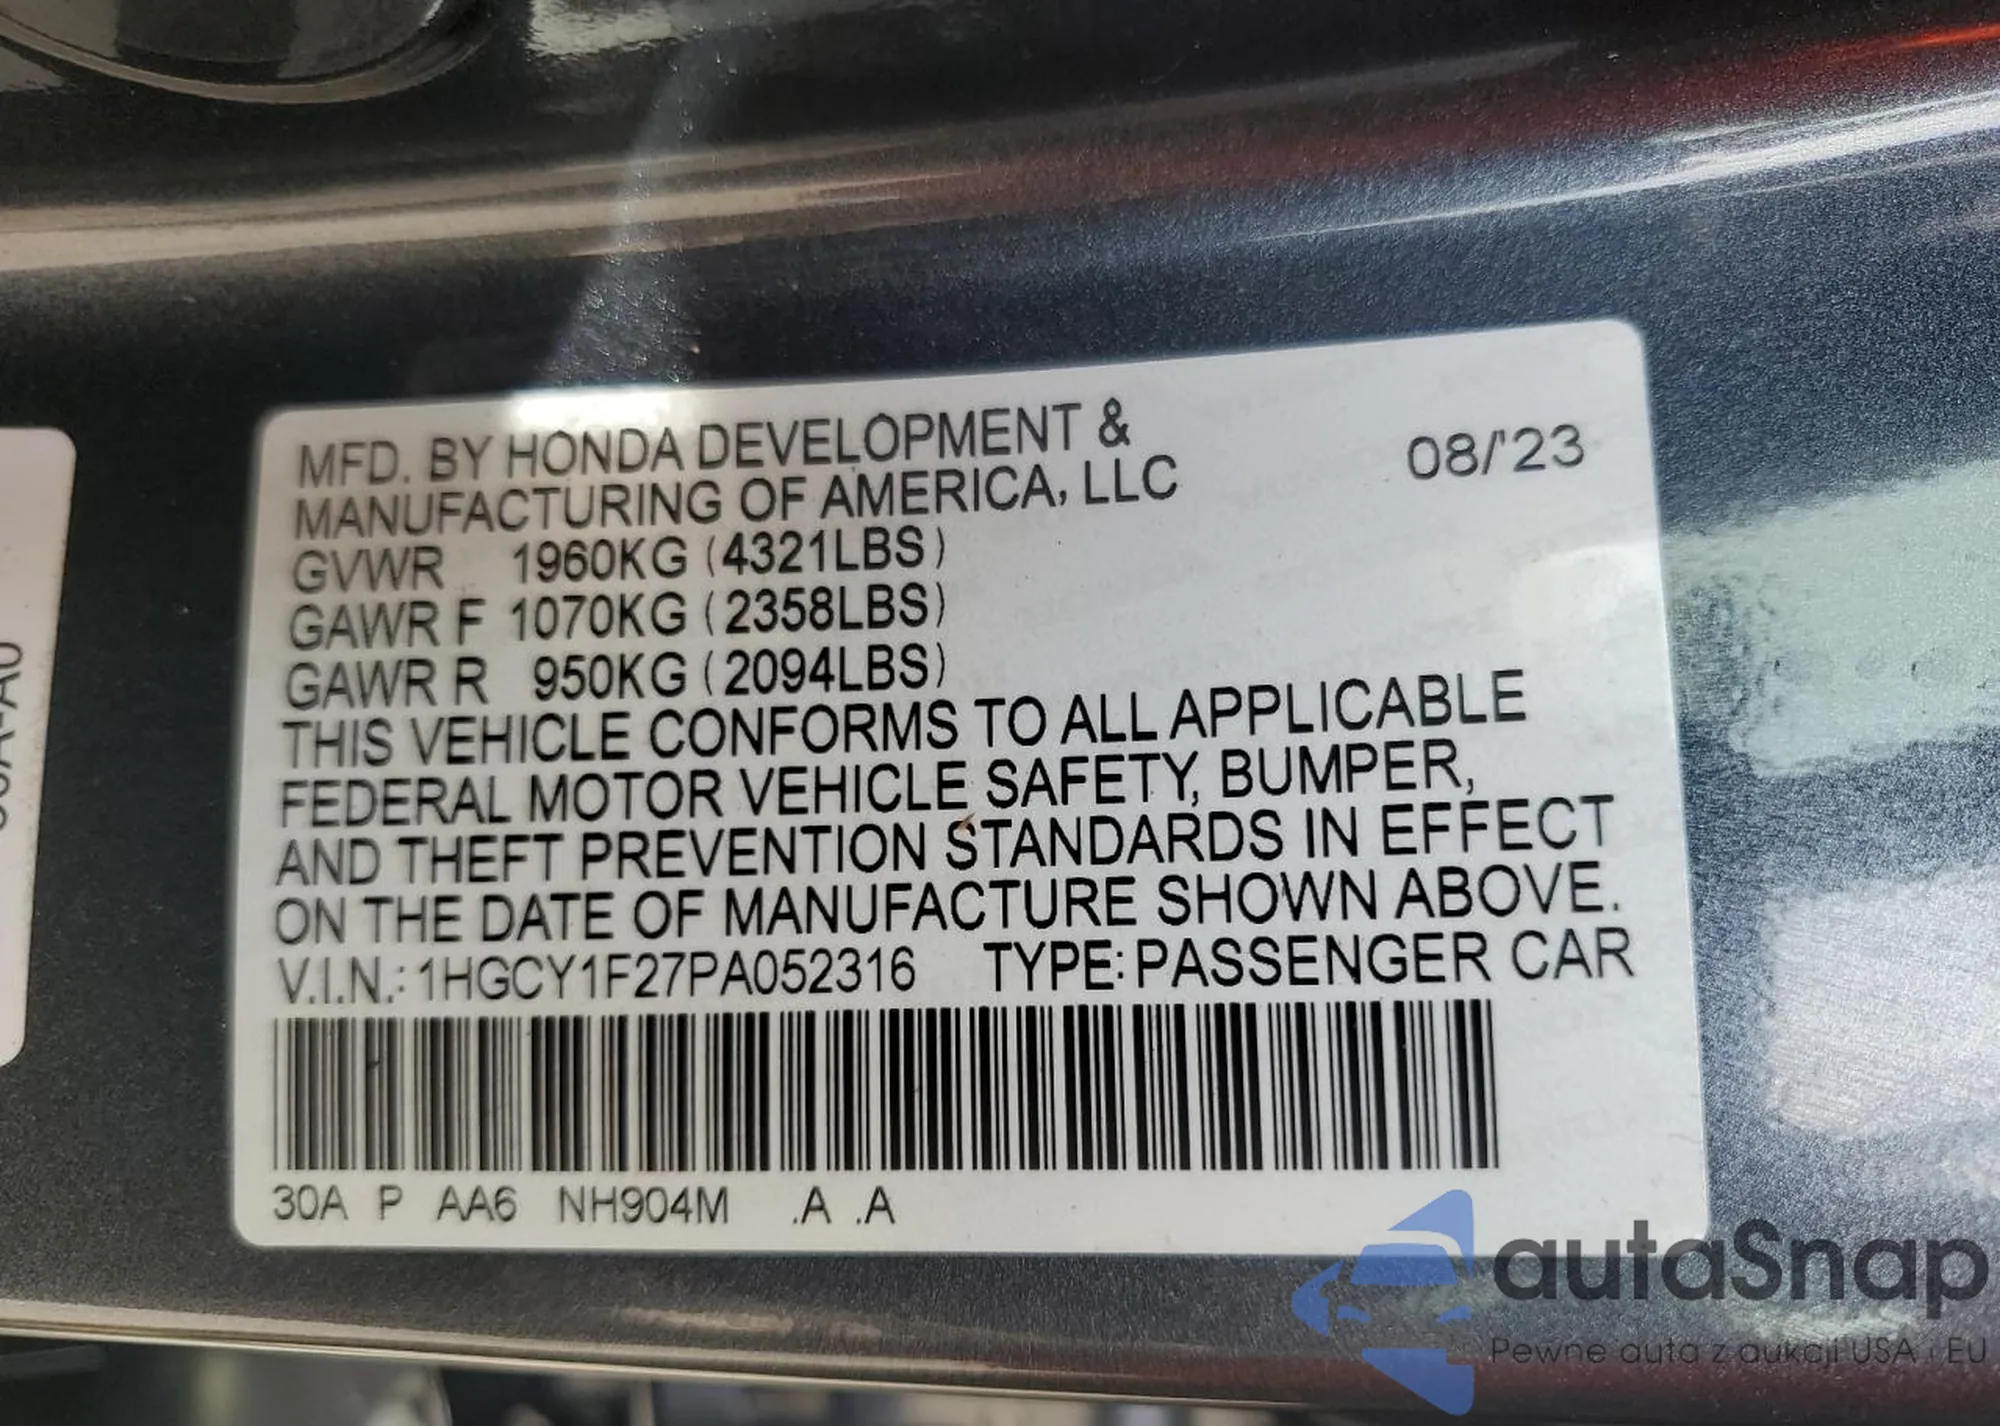 MFD. BY HONDA DEVELOPMENT &
MANUFACTURING OF AMERICA, LLC
08/'23
GVWR 1960KG (4321LBS)
GAWR F 1070KG (2358LBS)
GAWR R 950KG (2094LBS)
THIS VEHICLE CONFORMS TO ALL APPLICABLE
FEDERAL MOTOR VEHICLE SAFETY, BUMPER,
AND THEFT PREVENTION STANDARDS IN EFFECT
ON THE DATE OF MANUFACTURE SHOWN ABOVE.
V.I.N.: 1HGCY1F27PA052316 TYPE: PASSENGER CAR
30A P AA6 NH904M .A .A
autaSnap
Pewne auta z aukcji USA i EU